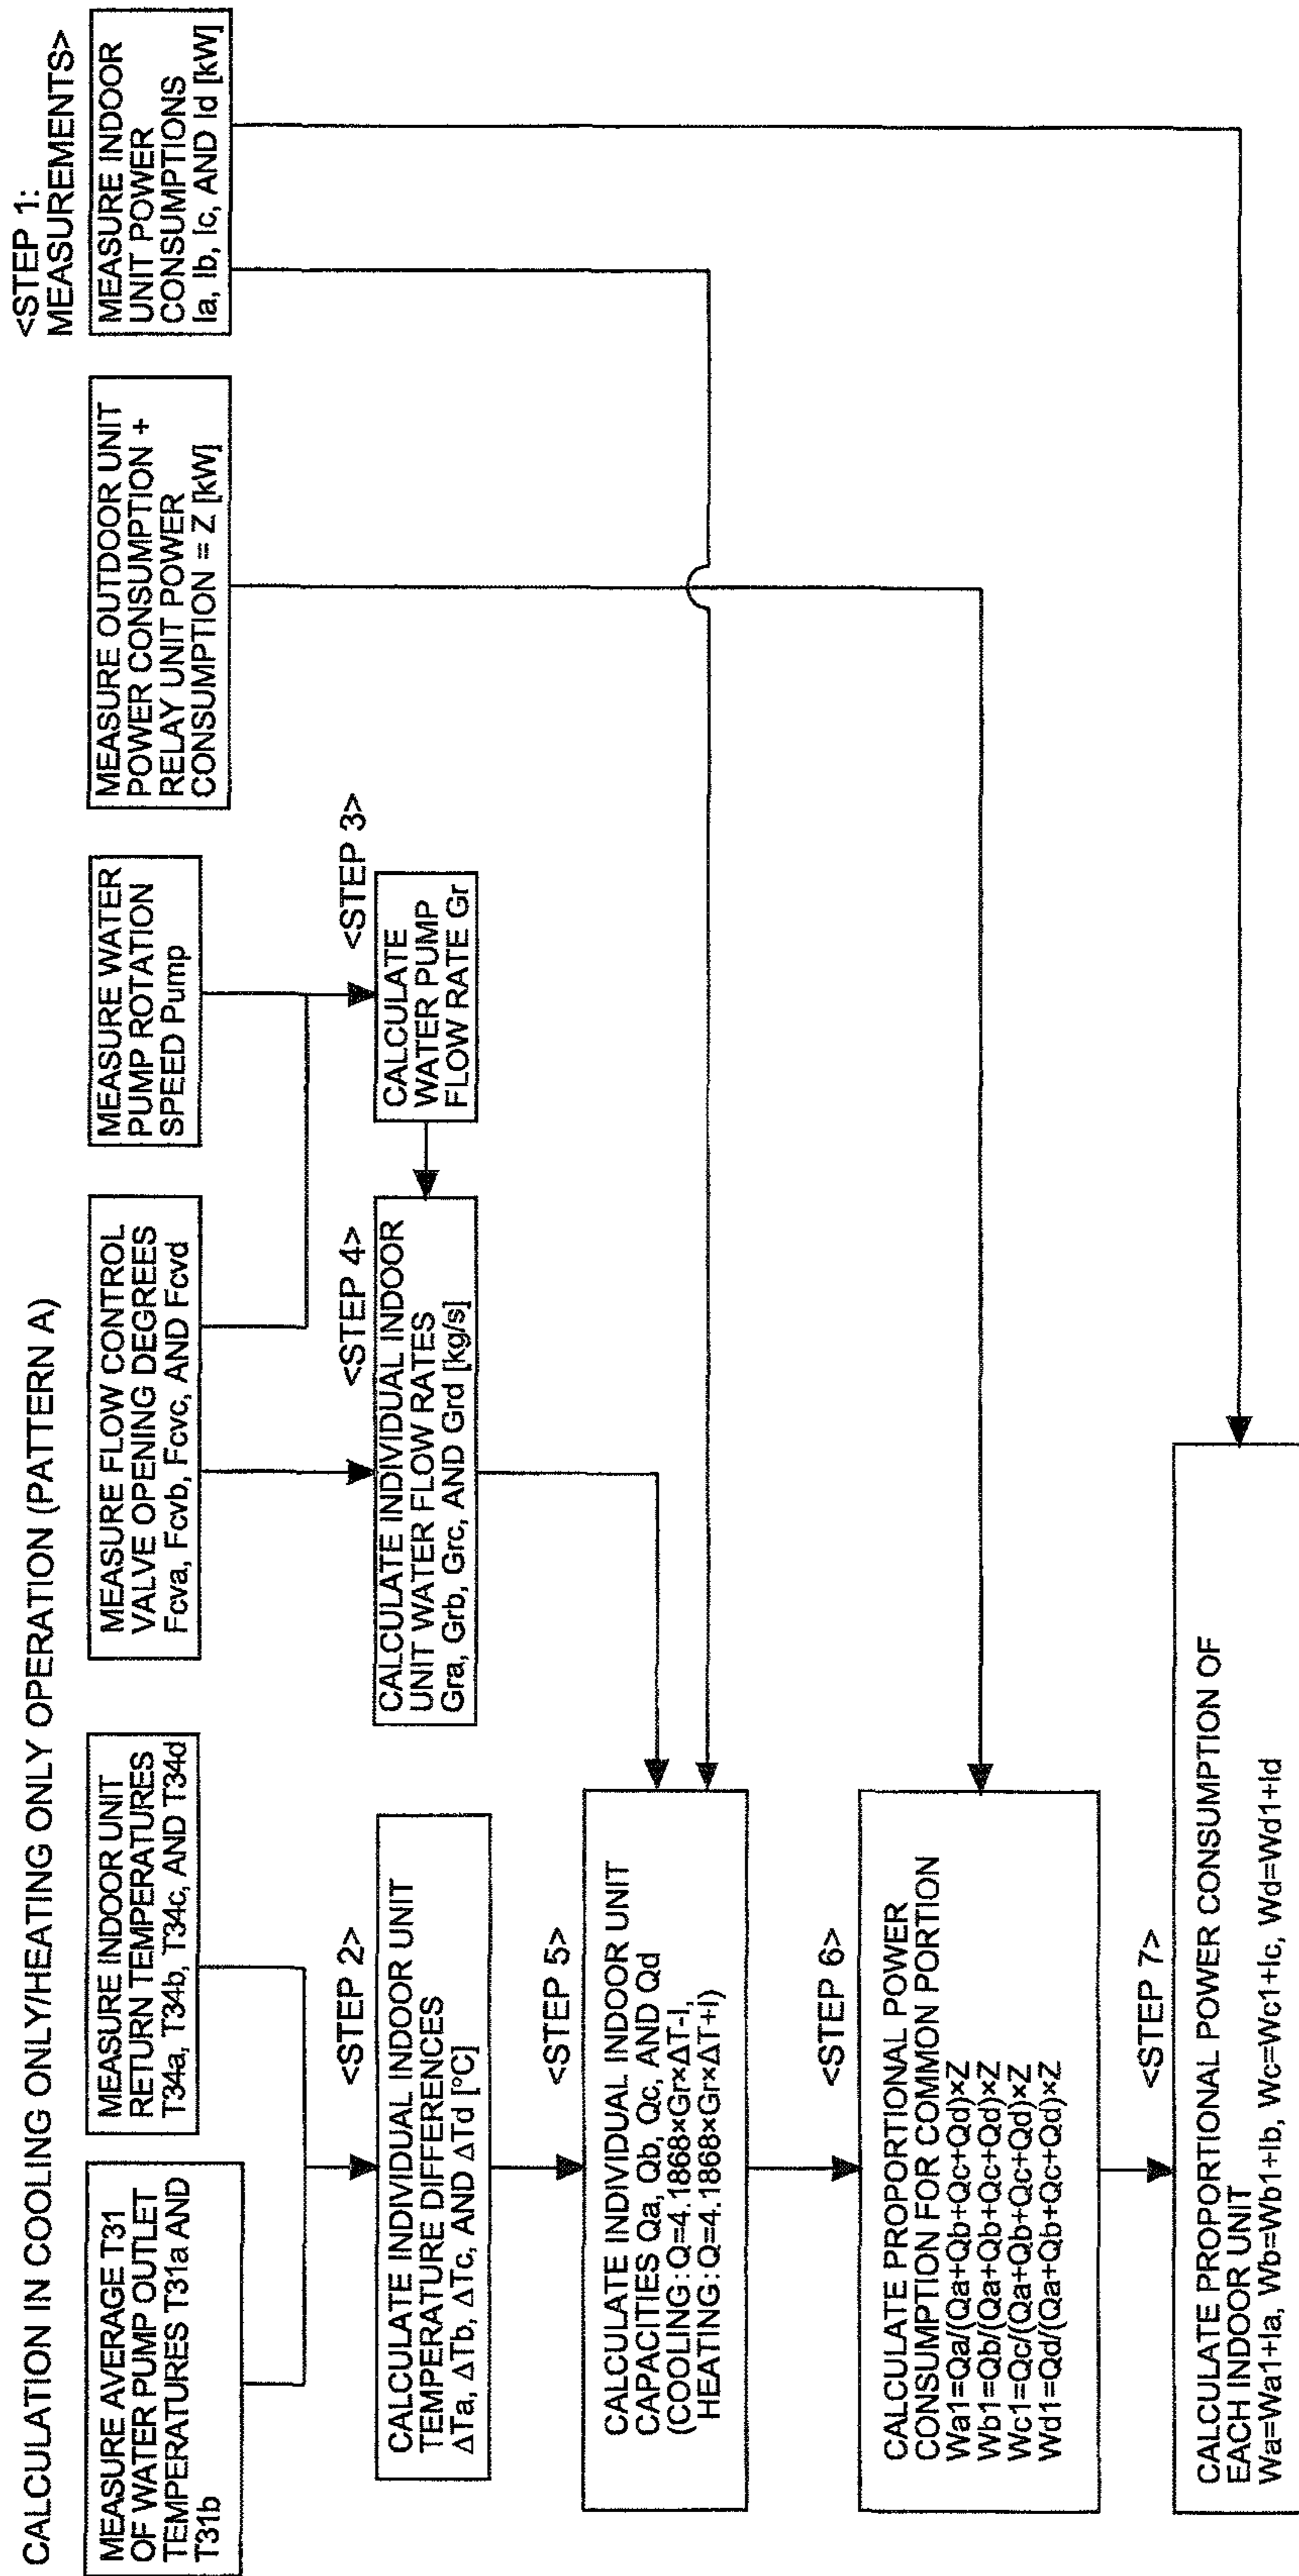 CALCULATION IN COOLING ONLY/HEATING ONLY OPERATION (PATTERN A)
<STEP 1:
MEASUREMENTS>
MEASURE AVERAGE T31
OF WATER PUMP OUTLET
TEMPERATURES T31a AND
T31b
MEASURE INDOOR UNIT
RETURN TEMPERATURES
T34a, T34b, T34c, AND T34d
MEASURE FLOW CONTROL
VALVE OPENING DEGREES
Fcva, Fcvb, Fcvc, AND Fcvd
MEASURE WATER
PUMP ROTATION
SPEED Pump
MEASURE OUTDOOR UNIT
POWER CONSUMPTION +
RELAY UNIT POWER
CONSUMPTION = Z [kW]
MEASURE INDOOR
UNIT POWER
CONSUMPTIONS
Ia, Ib, Ic, AND Id [kW]
<STEP 2>
CALCULATE INDIVIDUAL INDOOR UNIT
TEMPERATURE DIFFERENCES
ΔTa, ΔTb, ΔTc, AND ΔTd [°C]
<STEP 4>
CALCULATE INDIVIDUAL INDOOR
UNIT WATER FLOW RATES
Gra, Grb, Grc, AND Grd [kg/s]
<STEP 3>
CALCULATE
WATER PUMP
FLOW RATE Gr
<STEP 5>
CALCULATE INDIVIDUAL INDOOR UNIT
CAPACITIES Qa, Qb, Qc, AND Qd
(COOLING:Q=4.1868×Gr×ΔT-I,
HEATING:Q=4.1868×Gr×ΔT+I)
<STEP 6>
CALCULATE PROPORTIONAL POWER
CONSUMPTION FOR COMMON PORTION
Wa1=Qa/(Qa+Qb+Qc+Qd)×Z
Wb1=Qb/(Qa+Qb+Qc+Qd)×Z
Wc1=Qc/(Qa+Qb+Qc+Qd)×Z
Wd1=Qd/(Qa+Qb+Qc+Qd)×Z
<STEP 7>
CALCULATE PROPORTIONAL POWER CONSUMPTION OF
EACH INDOOR UNIT
Wa=Wa1+Ia, Wb=Wb1+Ib, Wc=Wc1+Ic, Wd=Wd1+Id